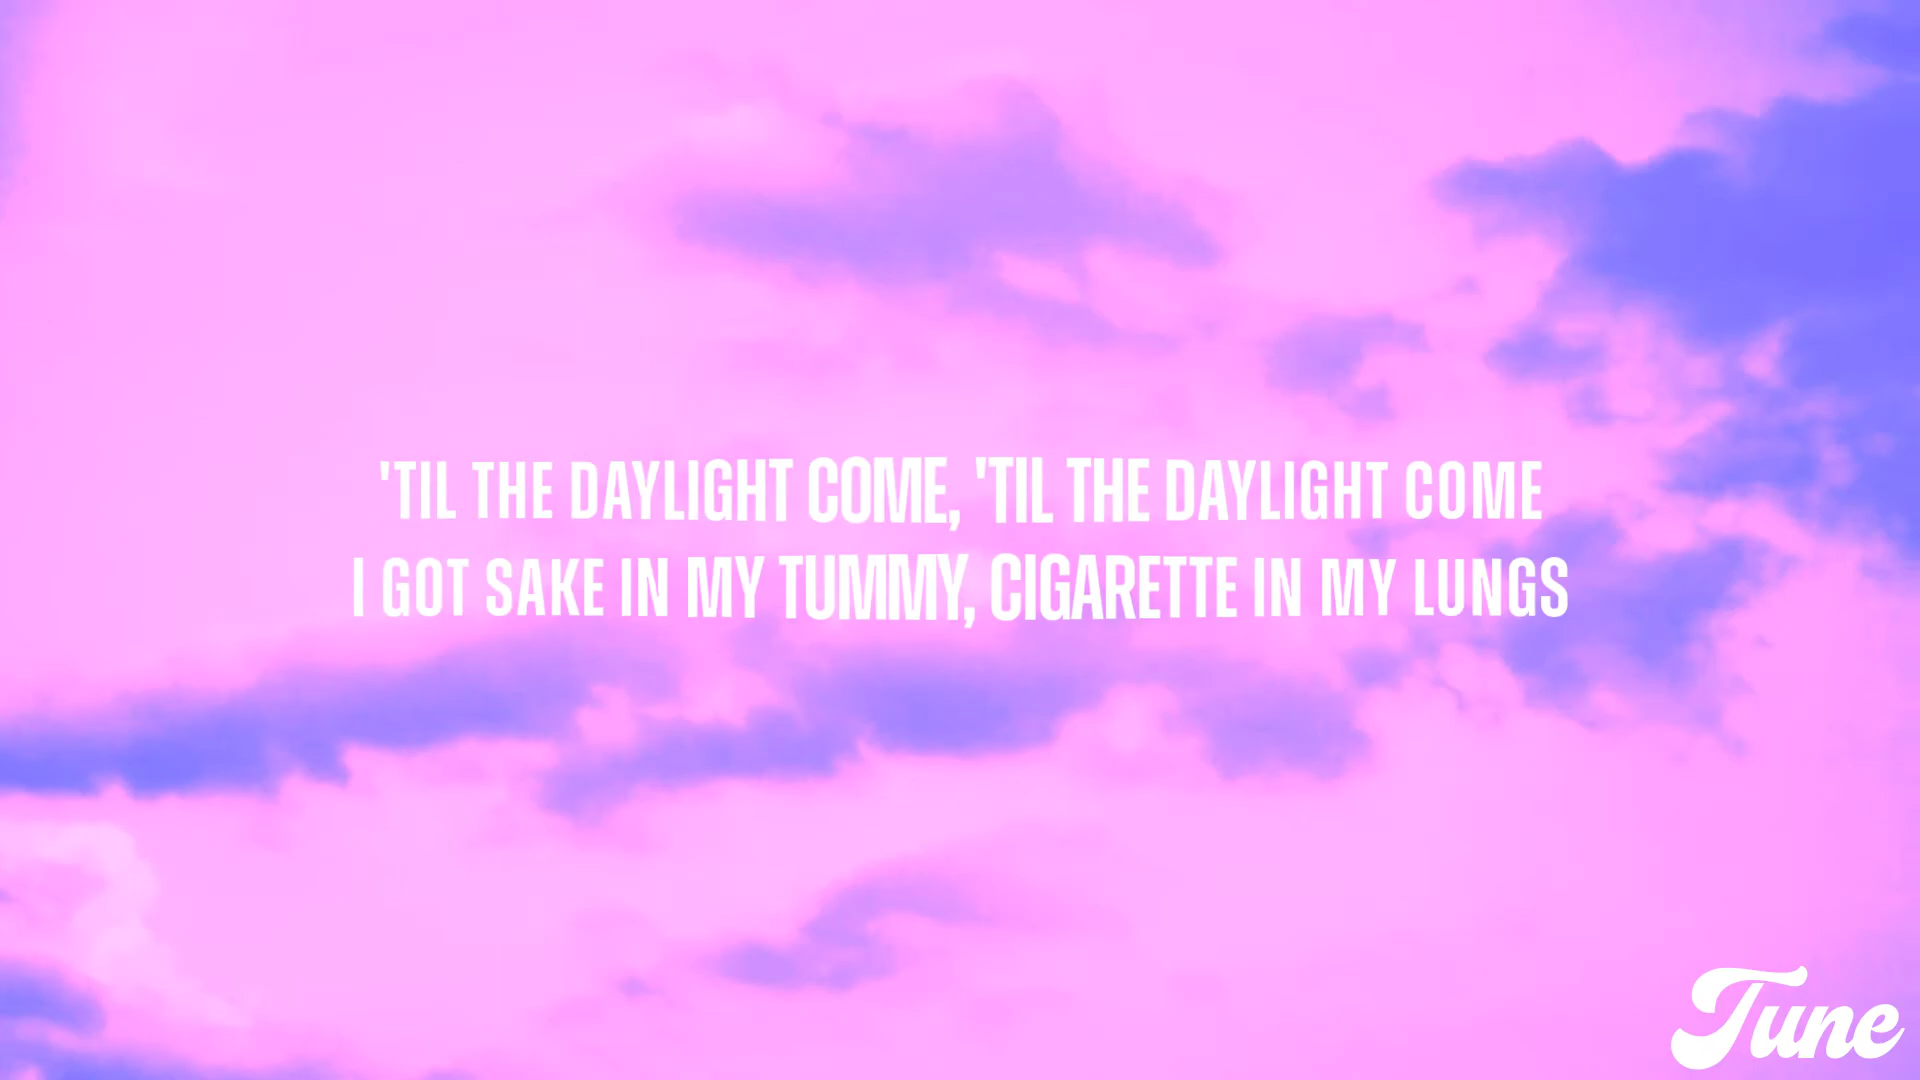 'TIL THE DAYLIGHT COME, 'TIL THE DAYLIGHT COME
I GOT SAKE IN MY TUMMY, CIGARETTE IN MY LUNGS
Tune